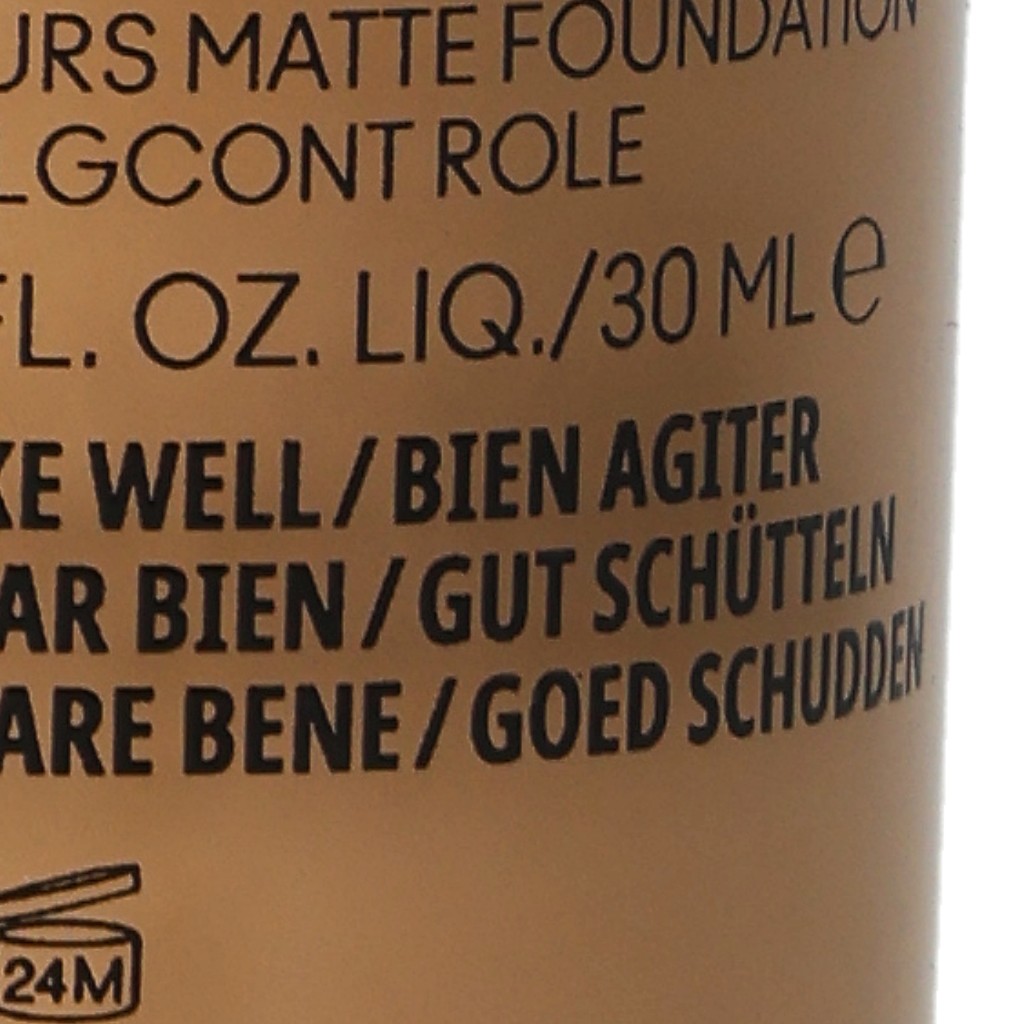 URS MATTE FOUNDATION
LGCONT ROLE
FL. OZ. LIQ./30 ML e
KE WELL/BIEN AGITER
AR BIEN/GUT SCHÜTTELN
ARE BENE/GOED SCHUDDEN
24M